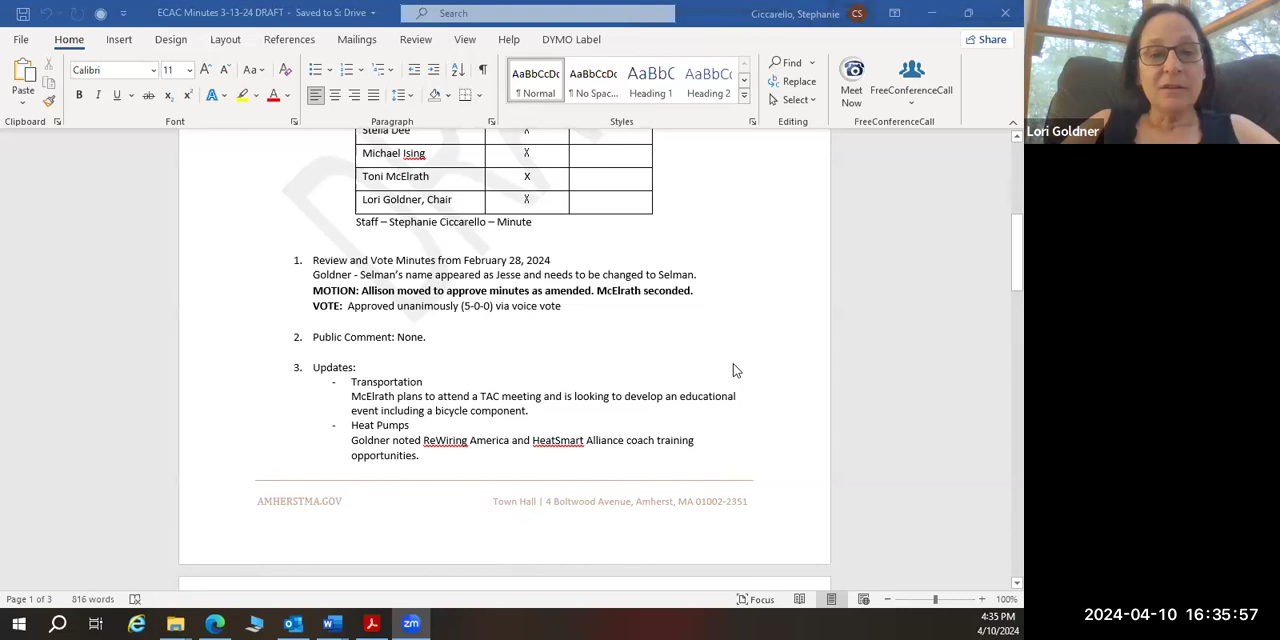 ECAC Minutes 3-13-24 DRAFT - Saved to S: Drive
Search
Ciccarello, Stephanie
CS
File
Home
Insert
Design
Layout
References
Mailings
Review
View
Help
DYMO Label
Share
Paste
Calibri
11
Find
Replace
Select
AaBbCcDc
¶ Normal
AaBbCcDc
¶ No Spac...
AaBbC
Heading 1
AaBbCc
Heading 2
Meet
Now
FreeConferenceCall
Clipboard
Font
Paragraph
Styles
Editing
FreeConferenceCall
Lori Goldner
Stella Dee X
Michael Ising X
Toni McElrath X
Lori Goldner, Chair X
Staff – Stephanie Ciccarello – Minute
1. Review and Vote Minutes from February 28, 2024
Goldner - Selman's name appeared as Jesse and needs to be changed to Selman.
MOTION: Allison moved to approve minutes as amended. McElrath seconded.
VOTE: Approved unanimously (5-0-0) via voice vote
2. Public Comment: None.
3. Updates:
- Transportation
McElrath plans to attend a TAC meeting and is looking to develop an educational
event including a bicycle component.
- Heat Pumps
Goldner noted ReWiring America and HeatSmart Alliance coach training
opportunities.
AMHERSTMA.GOV
Town Hall | 4 Boltwood Avenue, Amherst, MA 01002-2351
Page 1 of 3
816 words
Focus
100%
4:35 PM
4/10/2024
2024-04-10 16:35:57